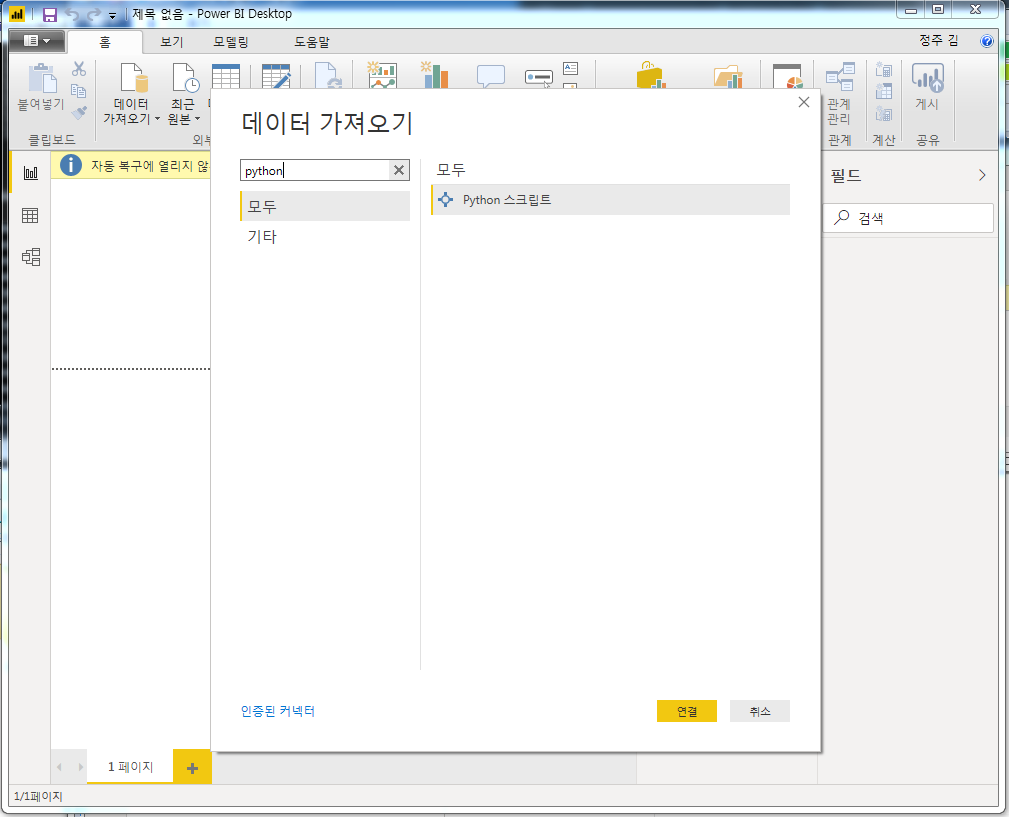 제목 없음 - Power BI Desktop
홈 보기 모델링 도움말 정주 김
붙여넣기
데이터
가져오기
최근
원본
관계
관리
게시
클립보드
관계
계산
공유
자동 복구에 열리지
데이터 가져오기
python
모두
기타
모두
Python 스크립트
인증된 커넥터
연결
취소
필드
검색
1 페이지
1/1페이지